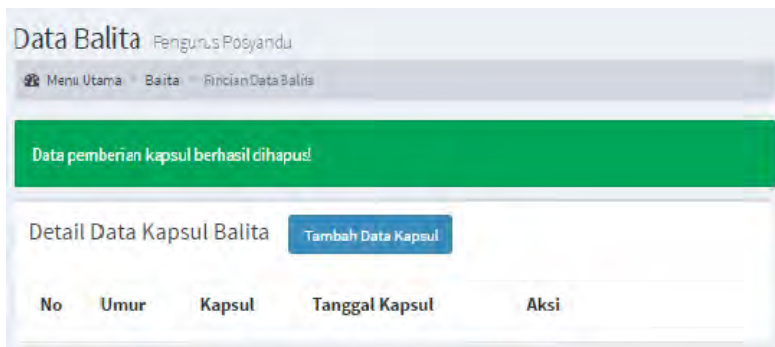 Data Balita Pengurus Posyandu
Menu Utama Balita Rincian Data Balita
Data pemberian kapsul berhasil dihapus!
Detail Data Kapsul Balita Tambah Data Kapsul
No Umur Kapsul Tanggal Kapsul Aksi